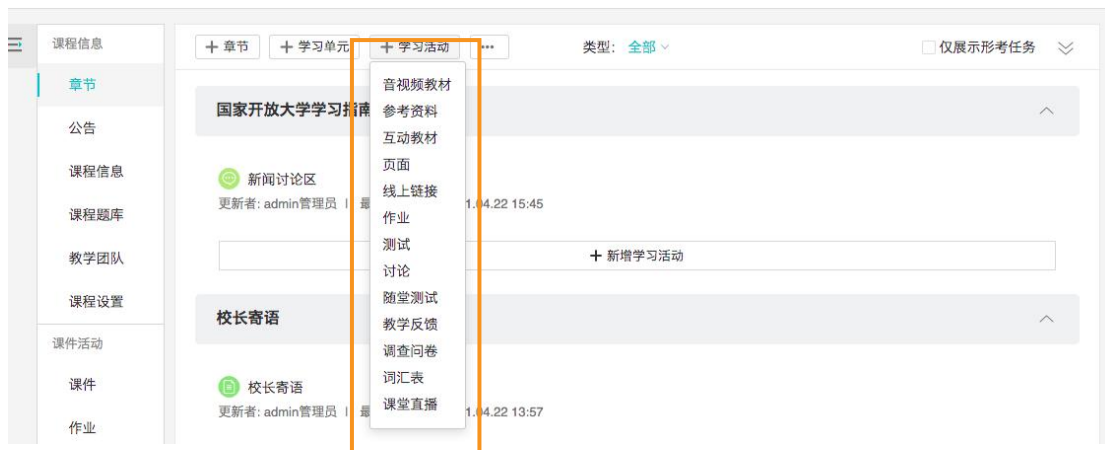 课程信息
章节
公告
课程信息
课程题库
教学团队
课程设置
课件活动
课件
作业
+ 章节 + 学习单元 + 学习活动 ... 类型: 全部 仅展示形考任务
音视频教材
参考资料
互动教材
页面
线上链接
作业
测试
讨论
随堂测试
教学反馈
调查问卷
词汇表
课堂直播
国家开放大学学习指南
新闻讨论区
更新者: admin管理员 | 1.04.22 15:45
+ 新增学习活动
校长寄语
校长寄语
更新者: admin管理员 | 1.04.22 13:57